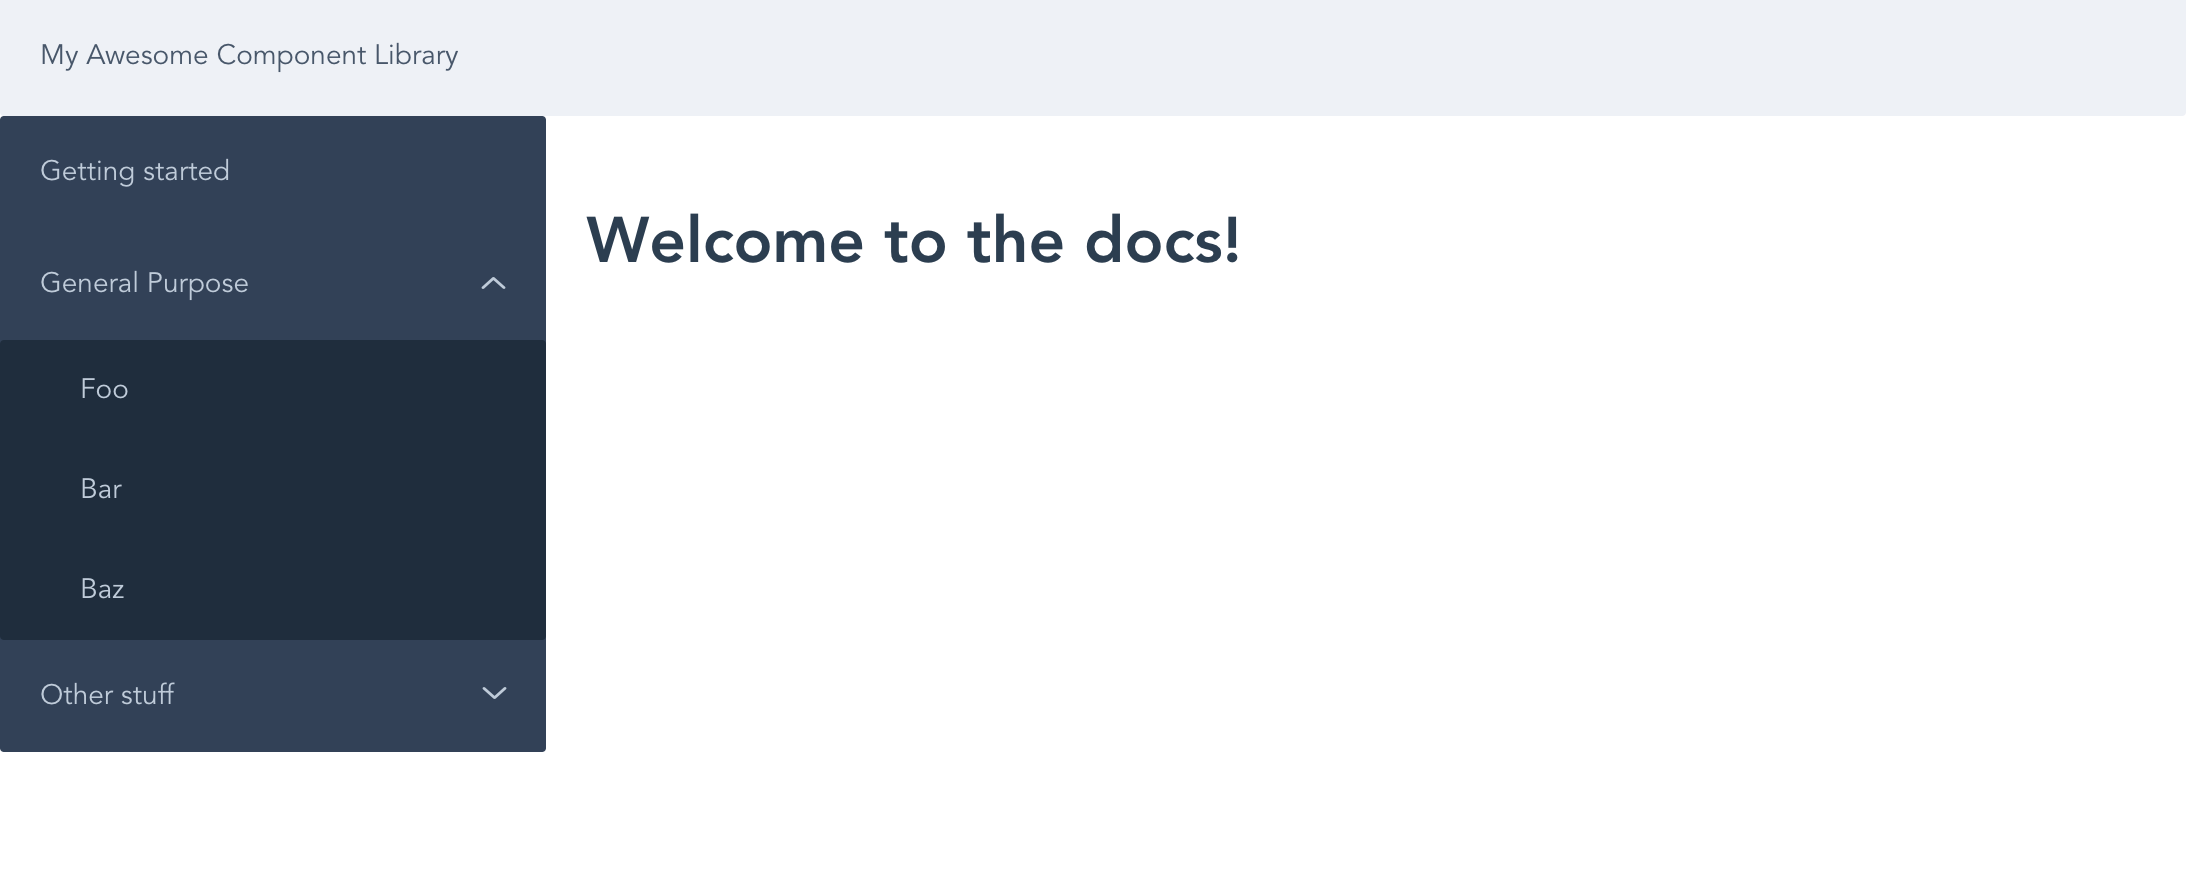 My Awesome Component Library
Getting started
Welcome to the docs!
General Purpose
Foo
Bar
Baz
Other stuff